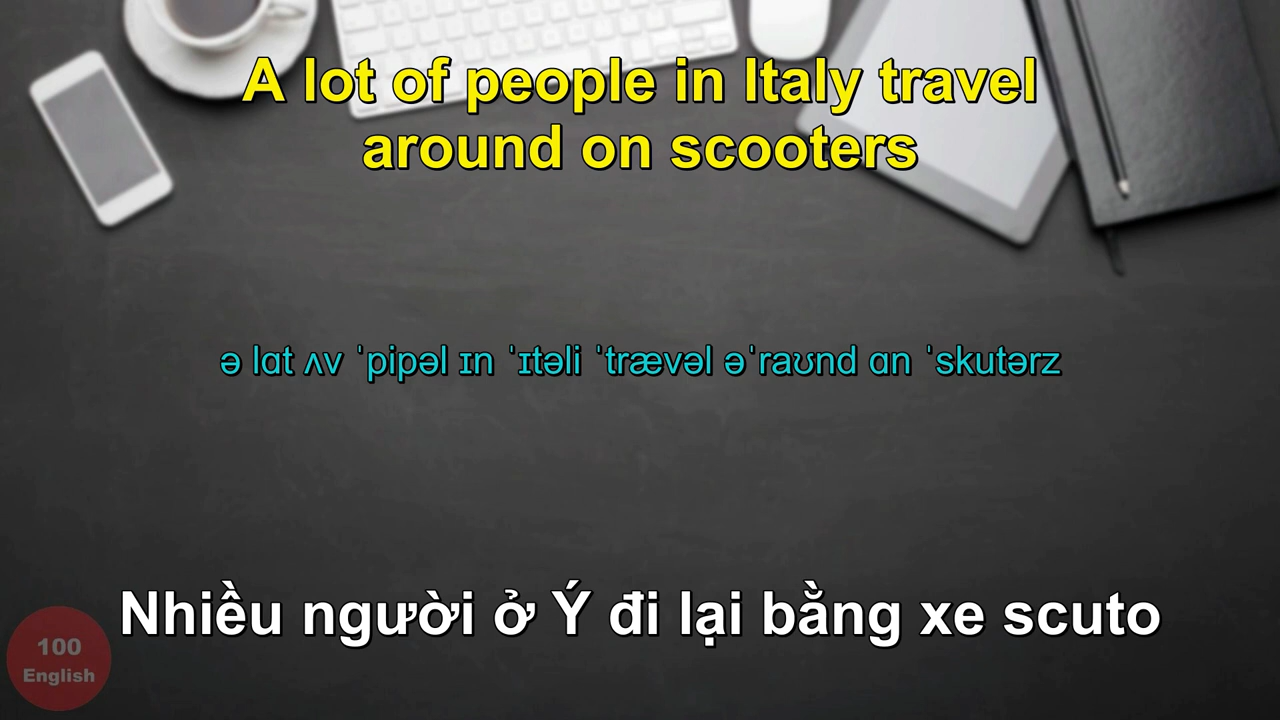 A lot of people in Italy travel
around on scooters
ə lɑt ʌv ˈpipəl ɪn ˈɪtəli ˈtrævəl əˈraʊnd ɑn ˈskutərz
Nhiều người ở Ý đi lại bằng xe scuto
100
English